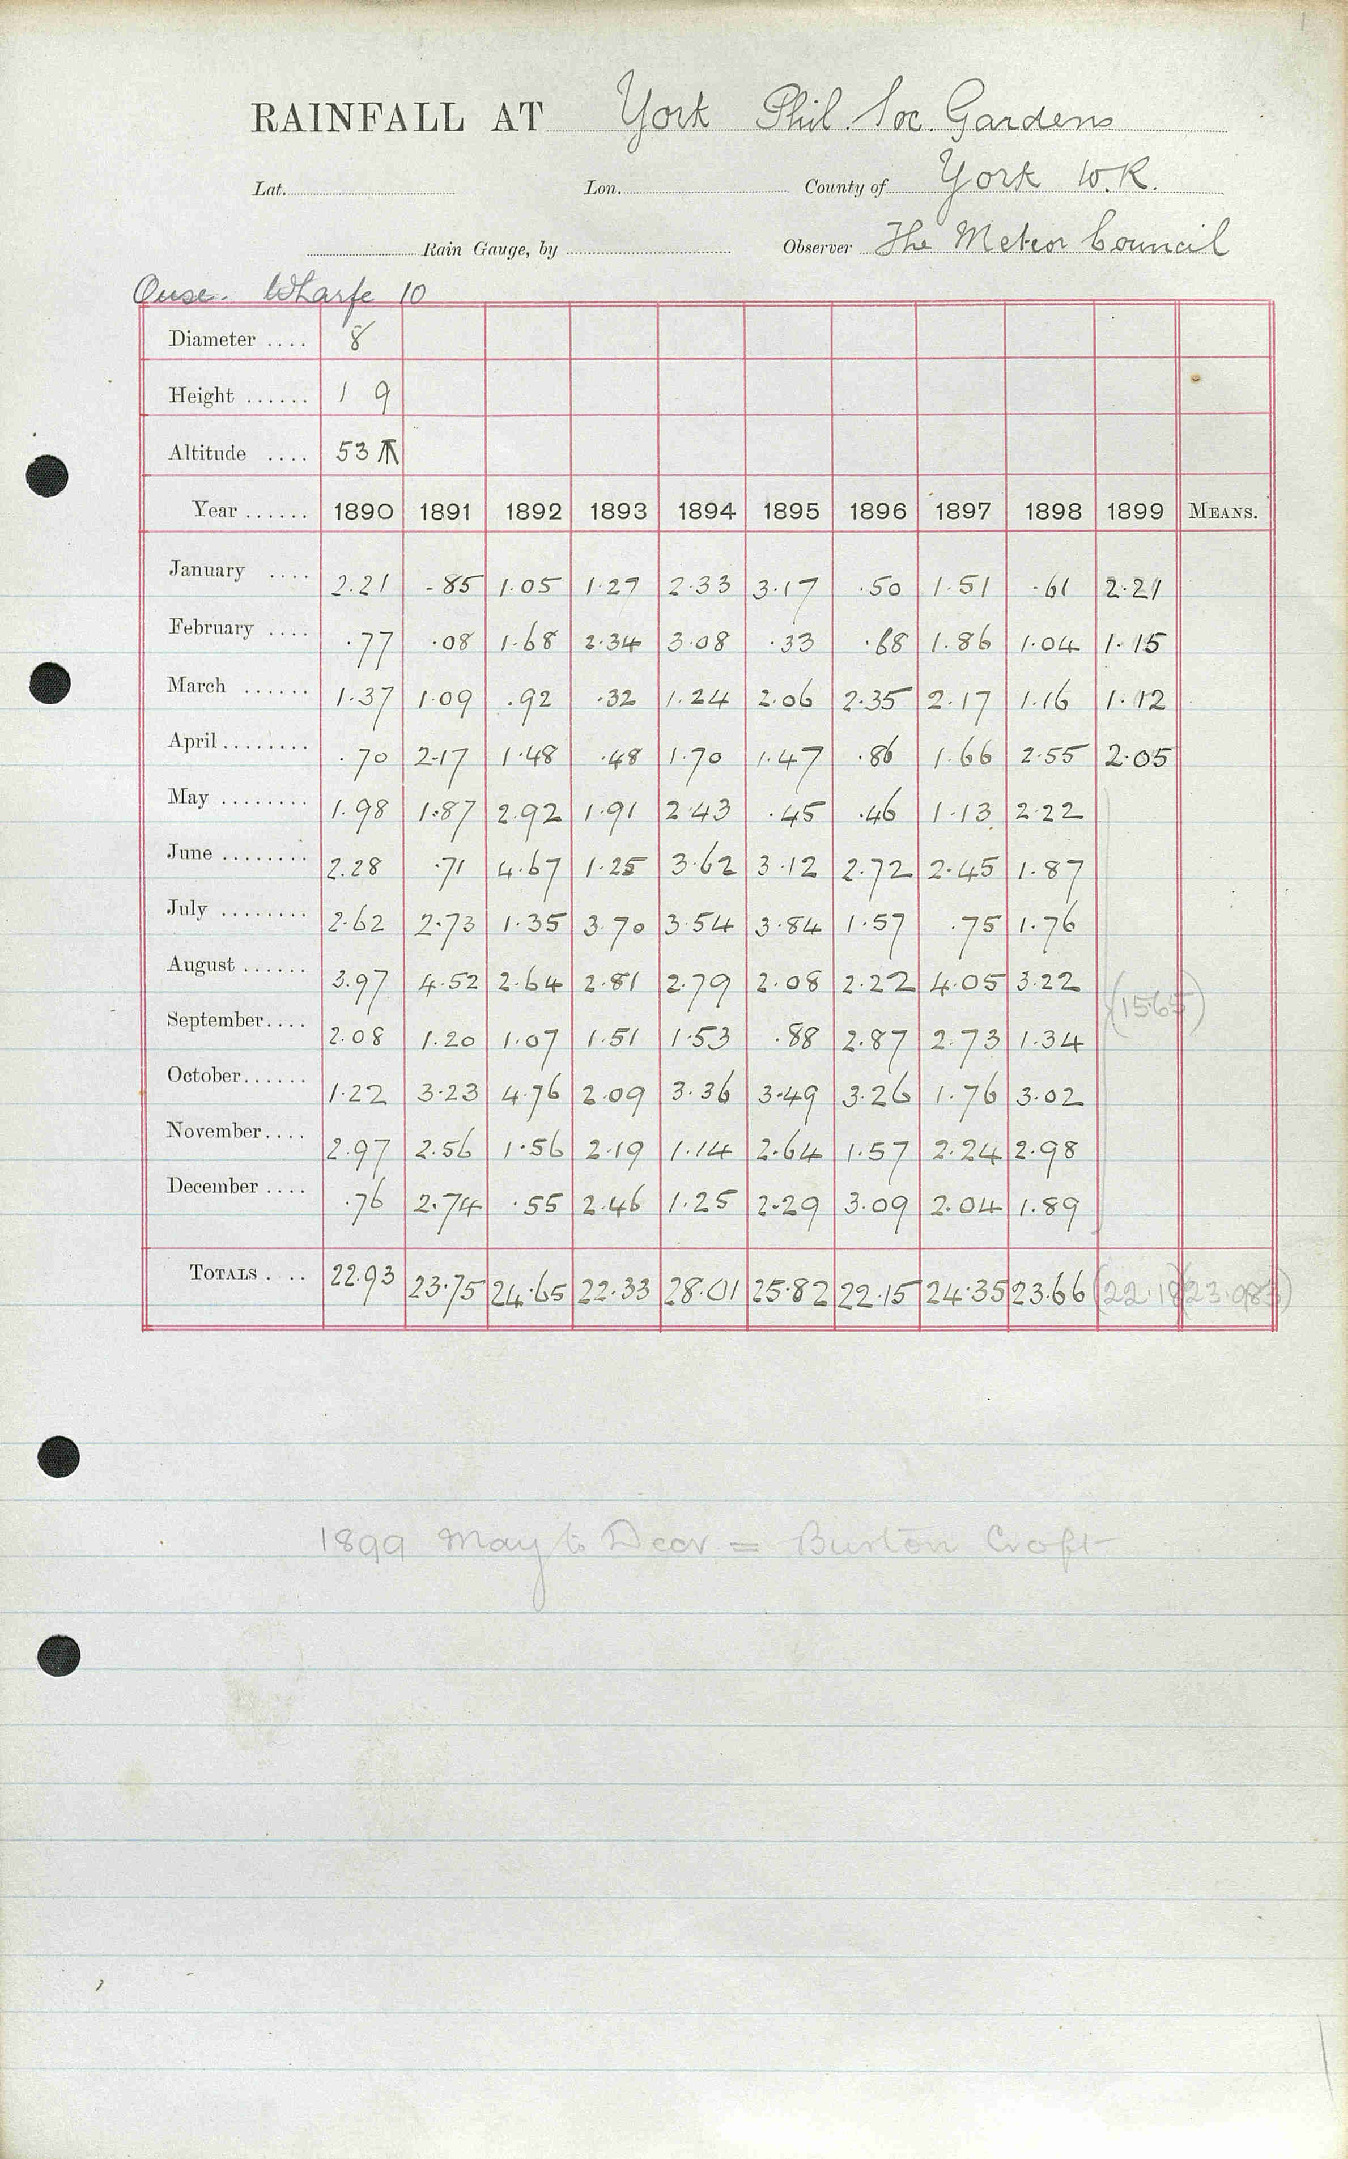 RAINFALL AT York Phil. Soc. Gardens
Lat. Lon. County of York W.R.
Rain Gauge, by Observer The Meteor Council
Ouse. Wharfe 10
Diameter .... 8
Height ...... 1 9
Altitude .... 53
Year ...... 1890 1891 1892 1893 1894 1895 1896 1897 1898 1899 MEANS.
January .... 2.21 .85 1.05 1.27 2.33 3.17 .50 1.51 .61 2.21
February .... .77 .08 1.68 2.34 3.08 .33 .68 1.86 1.04 1.15
March ...... 1.37 1.09 .92 .32 1.24 2.06 2.35 2.17 1.16 1.12
April ........ .70 2.17 1.48 .48 1.70 1.47 .86 1.66 2.55 2.05
May ........ 1.98 1.87 2.92 1.91 2.43 .45 .46 1.13 2.22
June ........ 2.28 .71 4.67 1.25 3.62 3.12 2.72 2.45 1.87
July ........ 2.62 2.73 1.35 3.70 3.54 3.84 1.57 .75 1.76
August ...... 3.97 4.52 2.64 2.81 2.79 2.08 2.22 4.05 3.22 (1565)
September .... 2.08 1.20 1.07 1.51 1.53 .88 2.87 2.73 1.34
October ...... 1.22 3.23 4.76 2.09 3.36 3.49 3.26 1.76 3.02
November .... 2.97 2.56 1.56 2.19 1.14 2.64 1.57 2.24 2.98
December .... .76 2.74 .55 2.46 1.25 2.29 3.09 2.04 1.89
TOTALS . .. 22.93 23.75 24.65 22.33 28.01 25.82 22.15 24.35 23.66 (22.18) (23.983)
1899 May to Decr = Burton Croft